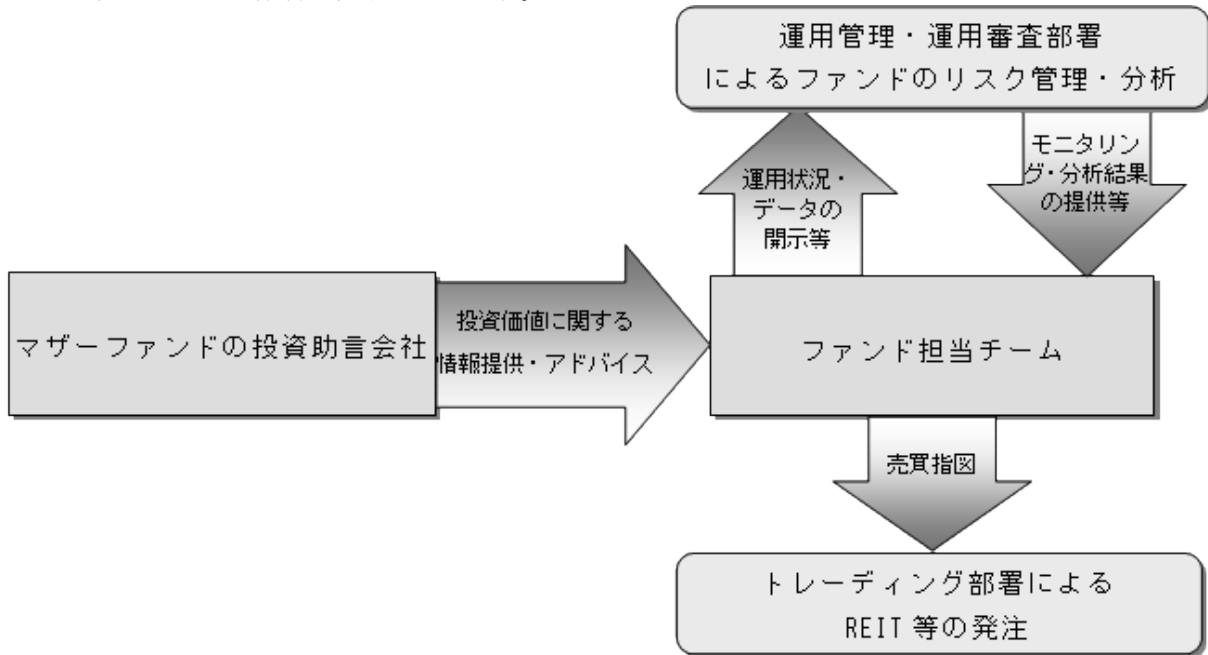 運用管理・運用審査部署
によるファンドのリスク管理・分析
運用状況・
データの
開示等
モニタリン
グ・分析結果
の提供等
マザーファンドの投資助言会社
投資価値に関する
情報提供・アドバイス
ファンド担当チーム
売買指図
トレーディング部署による
REIT 等の発注